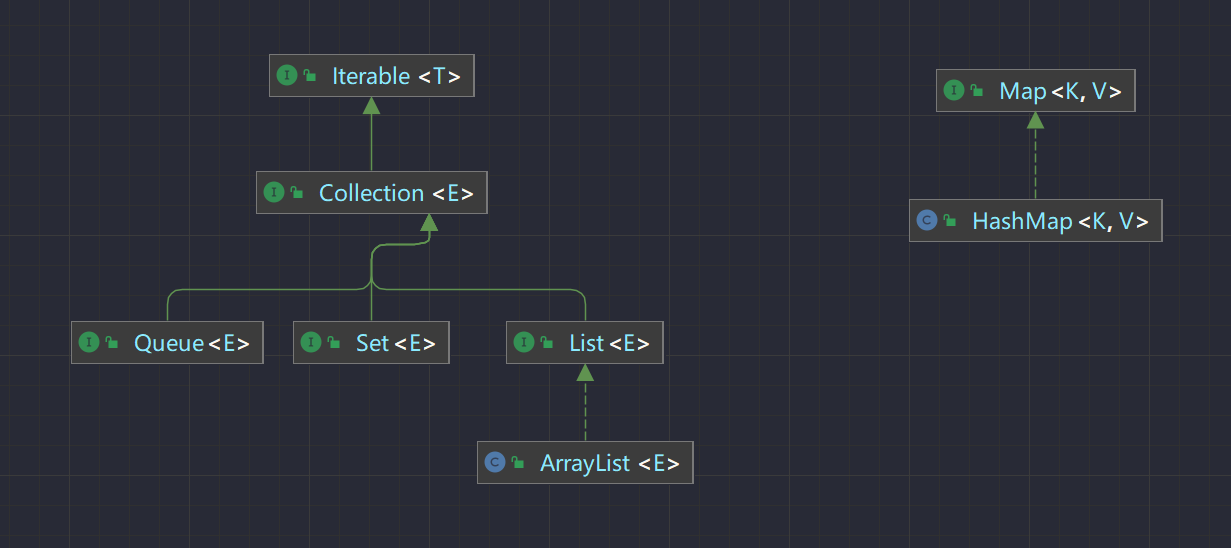 I Iterable <T>
I Map <K, V>
I Collection <E>
C HashMap <K, V>
I Queue <E>
I Set <E>
I List <E>
C ArrayList <E>